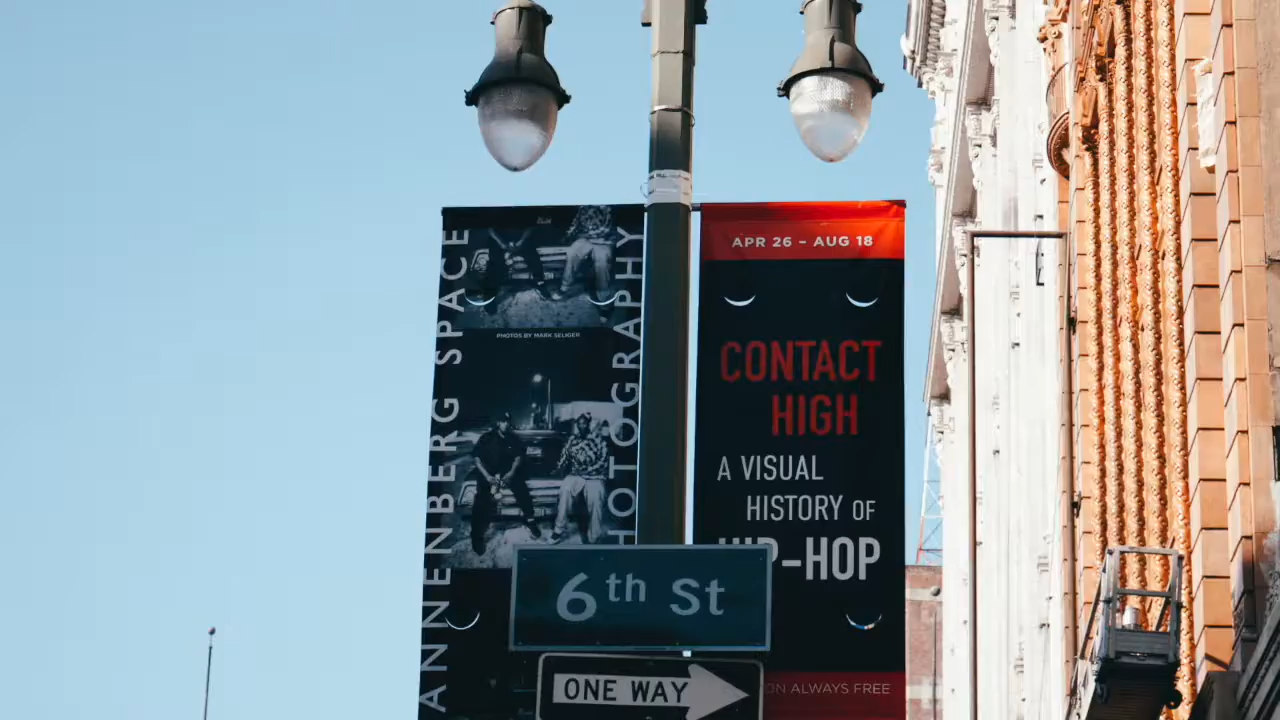 ANNENBERG SPACE
PHOTOGRAPHY
PHOTOS BY MARK SELIGER
APR 26 – AUG 18
CONTACT
HIGH
A VISUAL
HISTORY OF
HIP-HOP
6th St
ONE WAY
ON ALWAYS FREE